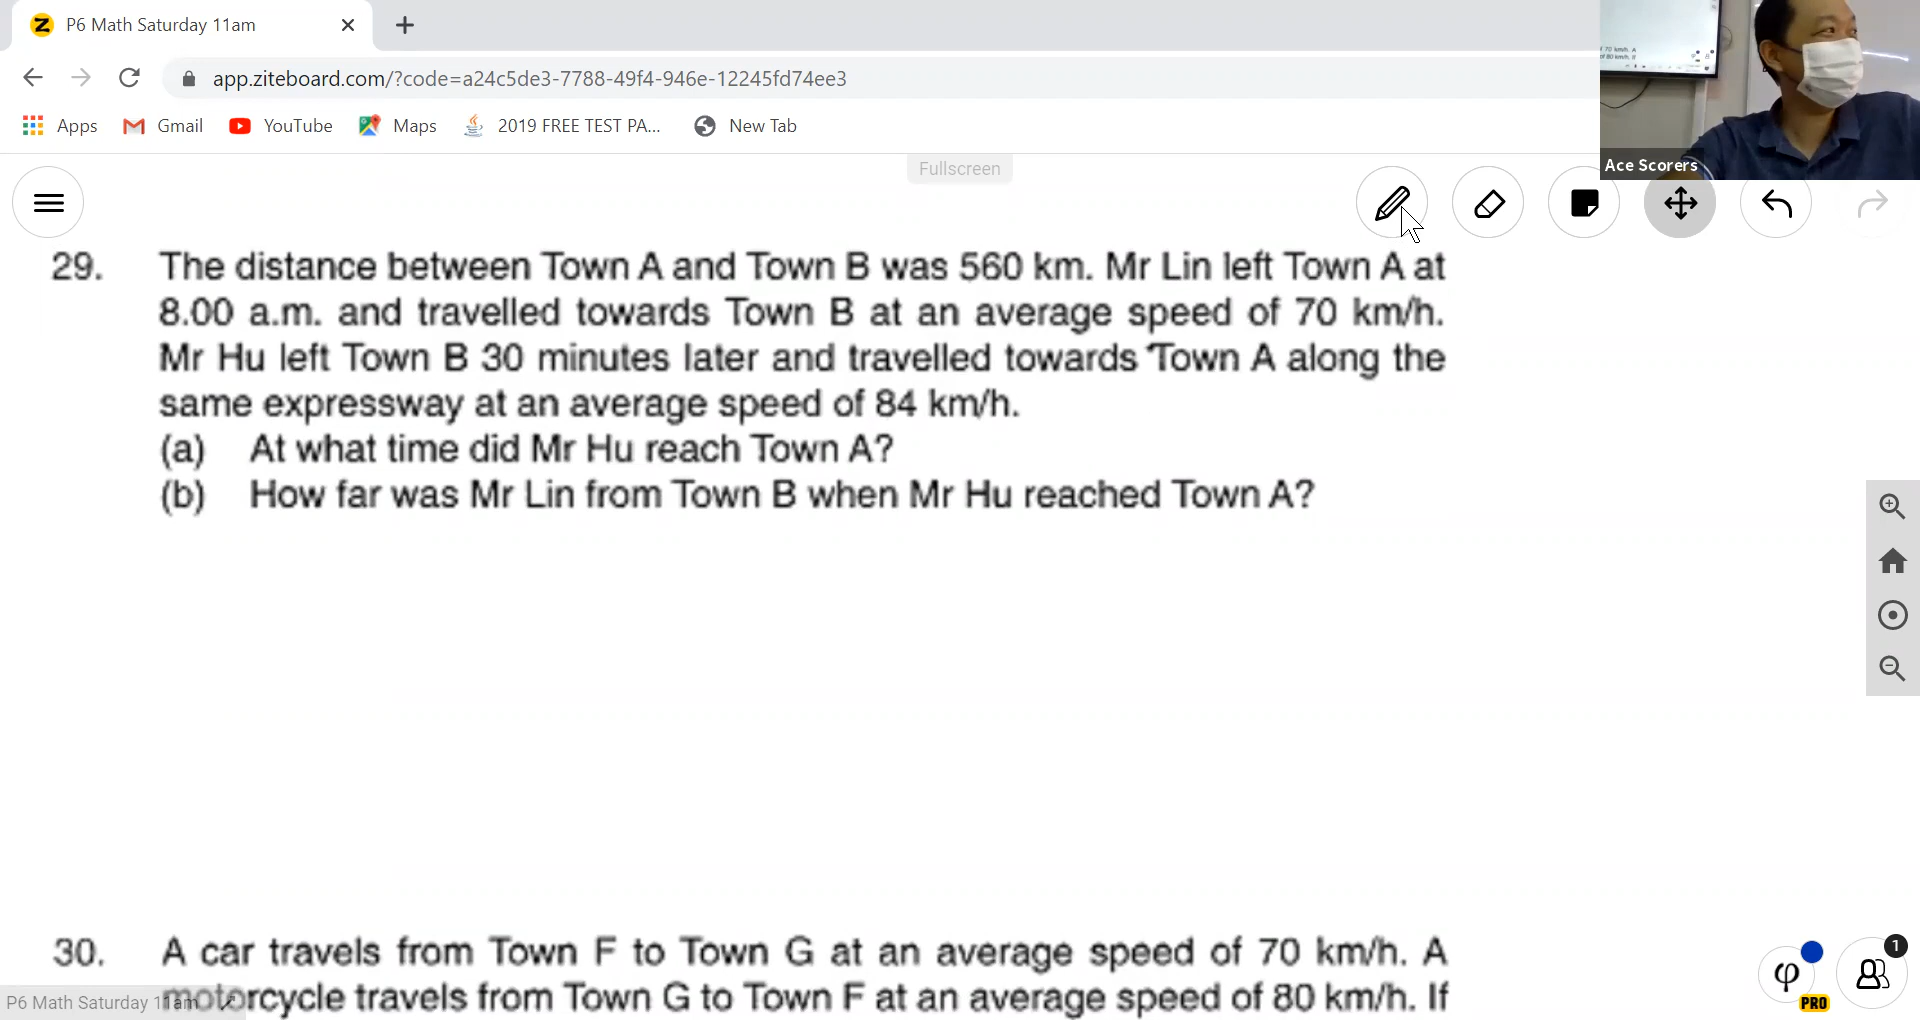 P6 Math Saturday 11am
app.ziteboard.com/?code=a24c5de3-7788-49f4-946e-12245fd74ee3
Apps Gmail YouTube Maps 2019 FREE TEST PA... New Tab
Ace Scorers
Fullscreen
29. The distance between Town A and Town B was 560 km. Mr Lin left Town A at
8.00 a.m. and travelled towards Town B at an average speed of 70 km/h.
Mr Hu left Town B 30 minutes later and travelled towards Town A along the
same expressway at an average speed of 84 km/h.
(a) At what time did Mr Hu reach Town A?
(b) How far was Mr Lin from Town B when Mr Hu reached Town A?
30. A car travels from Town F to Town G at an average speed of 70 km/h. A
motorcycle travels from Town G to Town F at an average speed of 80 km/h. If
P6 Math Saturday 11am
φ
PRO
1